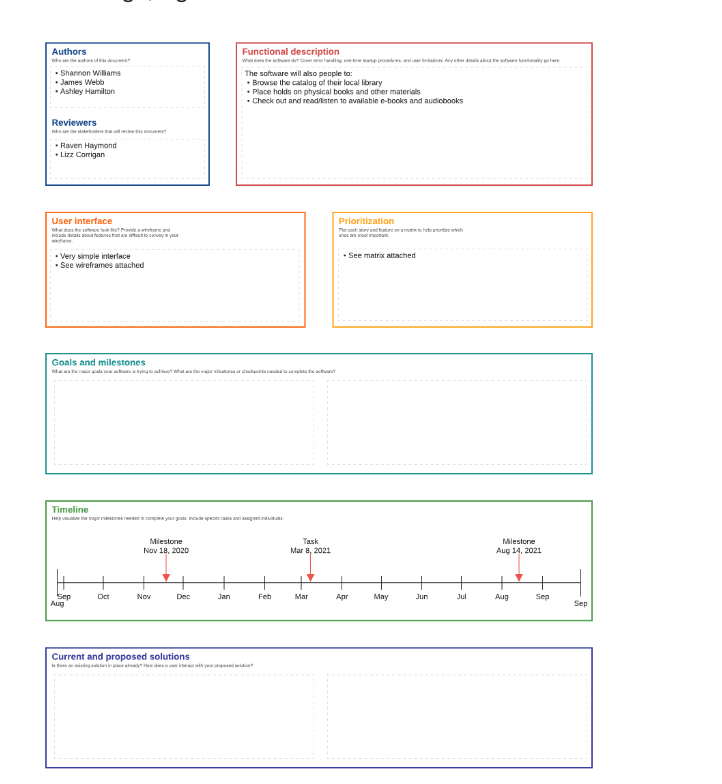 Authors
Who are the authors of this document?
• Shannon Williams
• James Webb
• Ashley Hamilton
Reviewers
Who are the stakeholders that will review this document?
• Raven Haymond
• Lizz Corrigan
Functional description
What does the software do? Cover error handling, one-time startup procedures, and user limitations. Any other details about the software functionality go here.
The software will also people to:
• Browse the catalog of their local library
• Place holds on physical books and other materials
• Check out and read/listen to available e-books and audiobooks
User interface
What does the software look like? Provide a wireframe and
include details about features that are difficult to convey in your
wireframe.
• Very simple interface
• See wireframes attached
Prioritization
Plot each story and feature on a matrix to help prioritize which
ones are most important.
• See matrix attached
Goals and milestones
What are the major goals your software is trying to achieve? What are the major milestones or checkpoints needed to complete the software?
Timeline
Help visualize the major milestones needed to complete your goals. Include specific tasks and assigned individuals.
Milestone
Nov 18, 2020
Task
Mar 8, 2021
Milestone
Aug 14, 2021
Sep Oct Nov Dec Jan Feb Mar Apr May Jun Jul Aug Sep
Aug Sep
Current and proposed solutions
Is there an existing solution in place already? How does a user interact with your proposed solution?